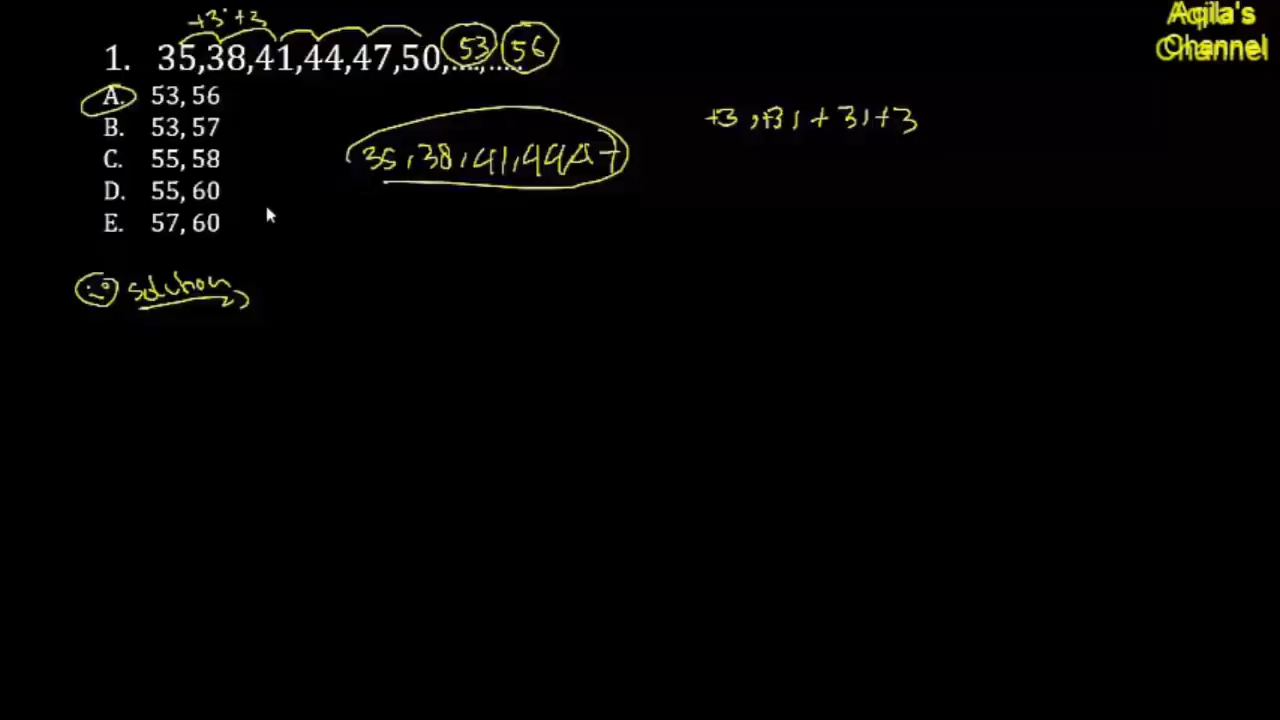 +3 +3
1. 35,38,41,44,47,50,....,..... 53 56
A. 53, 56
B. 53, 57
C. 55, 58
D. 55, 60
E. 57, 60
35,38,41,44,47
+3,+3,+3,+3
solution
Aqila's
Channel